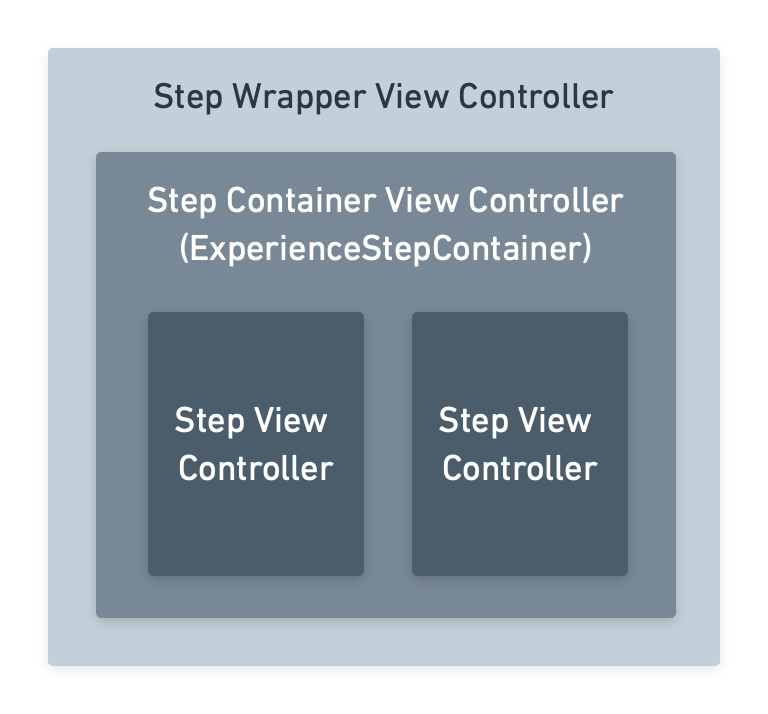 Step Wrapper View Controller
Step Container View Controller
(ExperienceStepContainer)
Step View
Controller
Step View
Controller